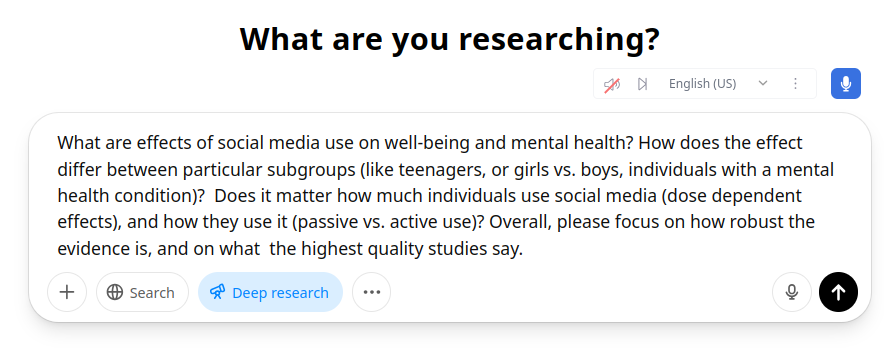 What are you researching?
English (US)
What are effects of social media use on well-being and mental health? How does the effect
differ between particular subgroups (like teenagers, or girls vs. boys, individuals with a mental
health condition)?  Does it matter how much individuals use social media (dose dependent
effects), and how they use it (passive vs. active use)? Overall, please focus on how robust the
evidence is, and on what  the highest quality studies say.
Search
Deep research